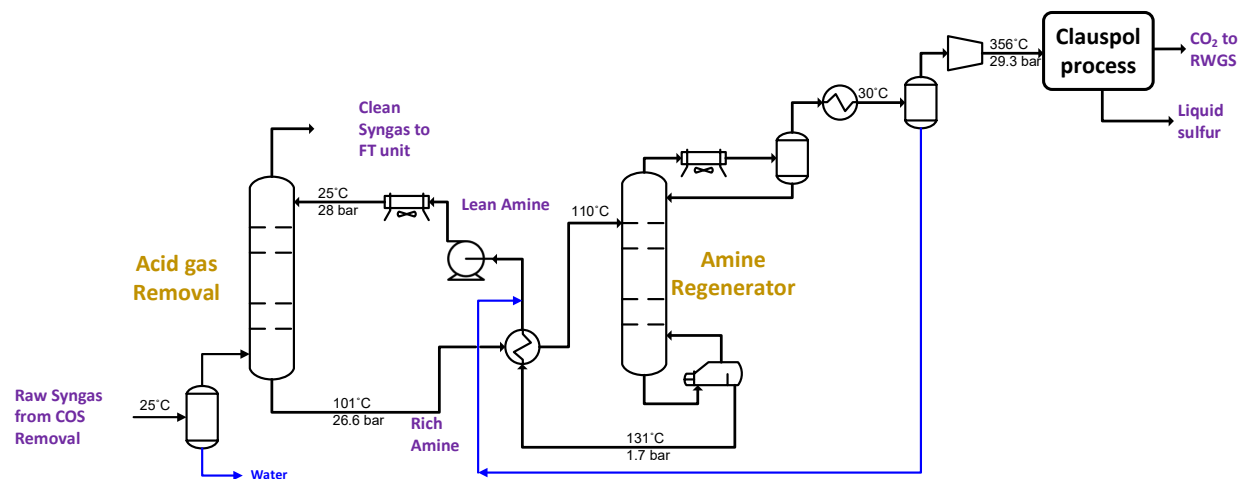 356°C
29.3 bar
Clauspol
process
CO₂ to
RWGS
Liquid
sulfur
30°C
Clean
Syngas to
FT unit
25°C
28 bar
Lean Amine
110°C
Acid gas
Removal
Amine
Regenerator
Raw Syngas
from COS
Removal
25°C
101°C
26.6 bar
Rich
Amine
131°C
1.7 bar
Water